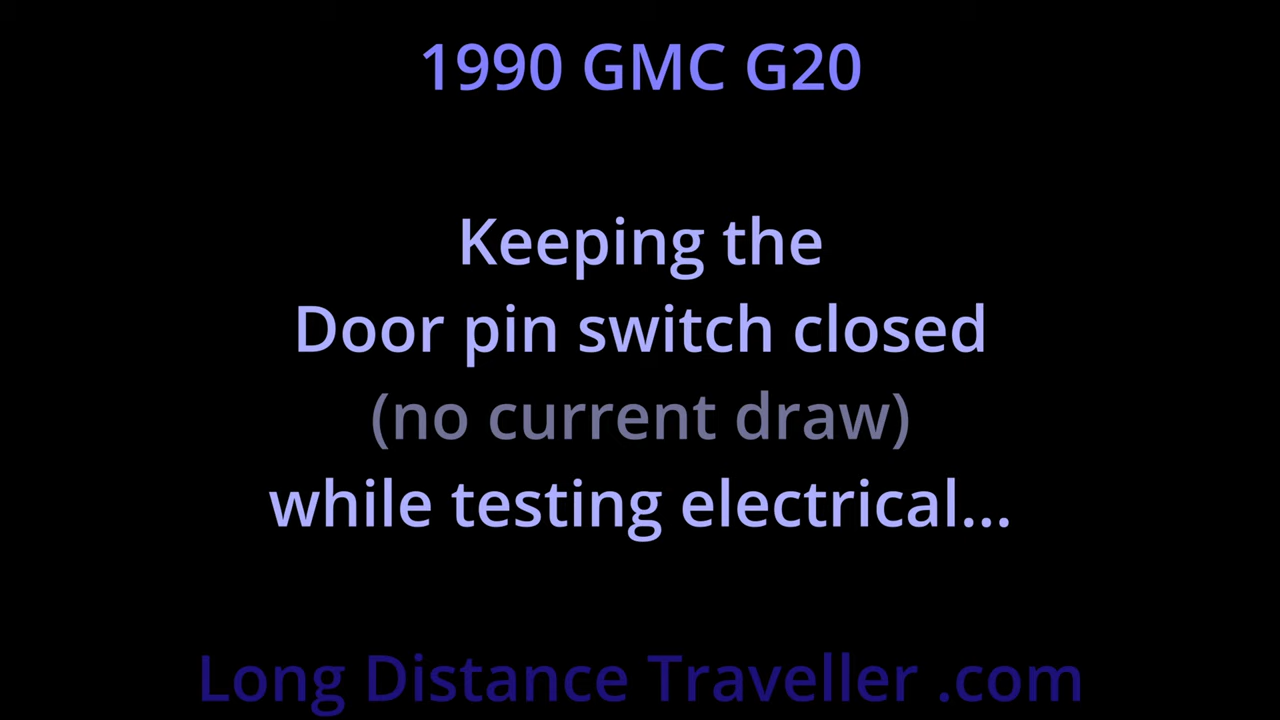 1990 GMC G20
Keeping the
Door pin switch closed
(no current draw)
while testing electrical...
Long Distance Traveller .com